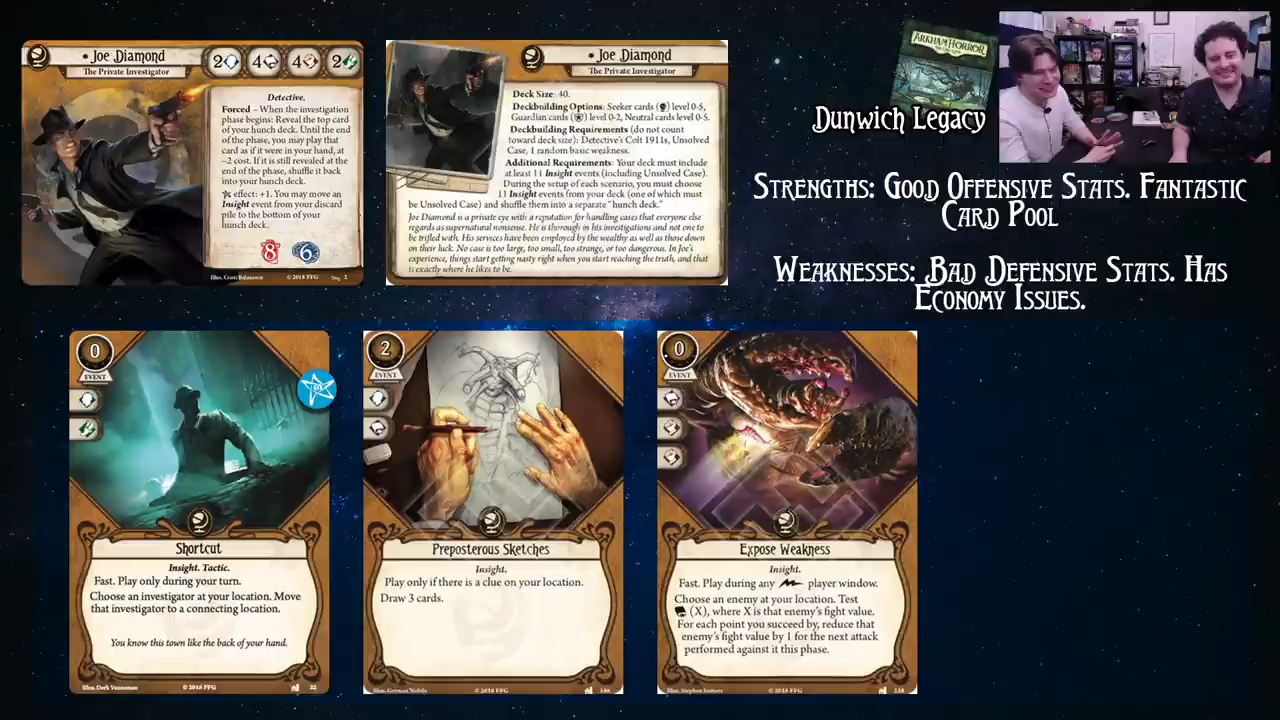 Joe Diamond
The Private Investigator
2
4
4
2
Detective.
Forced – When the investigation
phase begins: Reveal the top card
of your hunch deck. Until the end
of the phase, you may play that
card as if it were in your hand, at
-2 cost. If it is still revealed at the
end of the phase, shuffle it back
into your hunch deck.
effect: +1. You may move an
Insight event from your discard
pile to the bottom of your
hunch deck.
8
6
© 2018 FFG
2
Joe Diamond
The Private Investigator
Deck Size: 40.
Deckbuilding Options: Seeker cards () level 0-5,
Guardian cards () level 0-2, Neutral cards level 0-5.
Deckbuilding Requirements (do not count
toward deck size): Detective's Colt 1911s, Unsolved
Case, 1 random basic weakness.
Additional Requirements: Your deck must include
at least 11 Insight events (including Unsolved Case).
During the setup of each scenario, you must choose
11 Insight events from your deck (one of which must
be Unsolved Case) and shuffle them into a separate "hunch deck."
Joe Diamond is a private eye with a reputation for handling cases that everyone else
regards as supernatural nonsense. He is thorough in his investigations and not one to
be trifled with. His services have been employed by the wealthy as well as those down
on their luck. No case is too large, too small, too strange, or too dangerous. In Joe's
experience, things start getting nasty right when you start reaching the truth, and that
is exactly where he likes to be.
ARKHAM HORROR
Dunwich Legacy
Strengths: Good Offensive Stats. Fantastic
Card Pool
Weaknesses: Bad Defensive Stats. Has
Economy Issues.
0
EVENT
Shortcut
Insight. Tactic.
Fast. Play only during your turn.
Choose an investigator at your location. Move
that investigator to a connecting location.
You know this town like the back of your hand.
Illus. Derk Venneman
© 2016 FFG
22
2
EVENT
Preposterous Sketches
Insight.
Play only if there is a clue on your location.
Draw 3 cards.
Illus. German Nobile
0
EVENT
Expose Weakness
Insight.
Fast. Play during any player window.
Choose an enemy at your location. Test
(X), where X is that enemy's fight value.
For each point you succeed by, reduce that
enemy's fight value by 1 for the next attack
performed against it this phase.